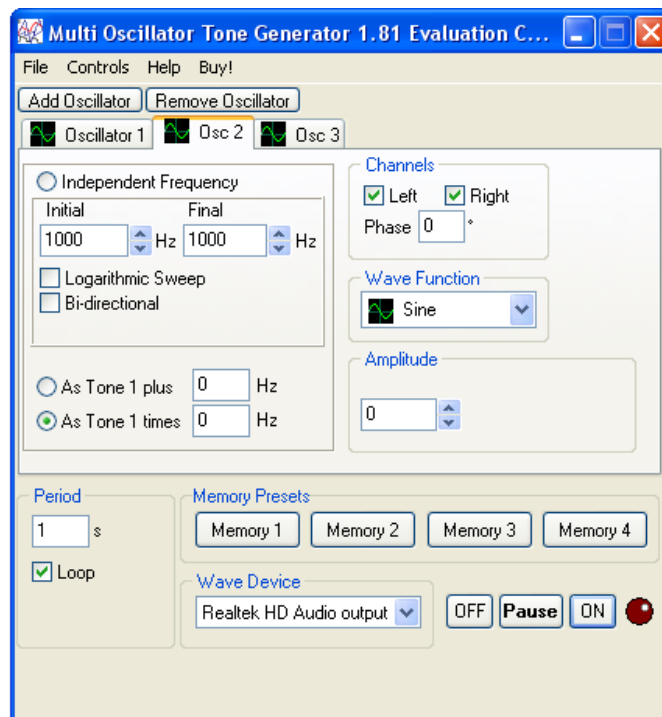 Multi Oscillator Tone Generator 1.81 Evaluation C...
File Controls Help Buy!
Add Oscillator Remove Oscillator
Oscillator 1 Osc 2 Osc 3
Independent Frequency
Initial Final
1000 Hz 1000 Hz
Logarithmic Sweep
Bi-directional
As Tone 1 plus 0 Hz
As Tone 1 times 0 Hz
Channels
Left Right
Phase 0 °
Wave Function
Sine
Amplitude
0
Period
1 s
Loop
Memory Presets
Memory 1 Memory 2 Memory 3 Memory 4
Wave Device
Realtek HD Audio output
OFF Pause ON